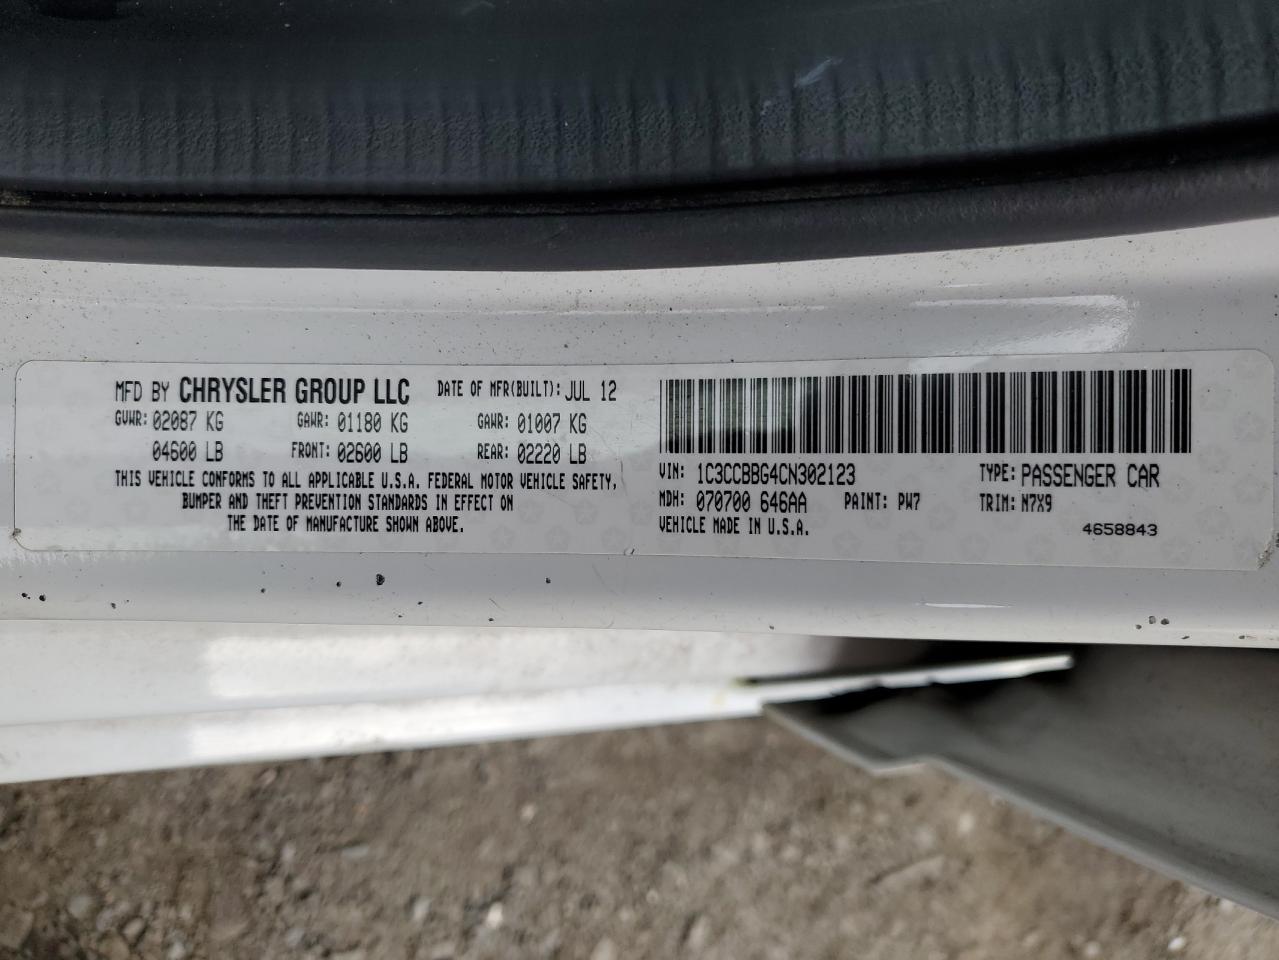 MFD BY CHRYSLER GROUP LLC DATE OF MFR(BUILT): JUL 12
GVWR: 02087 KG GAWR: 01180 KG GAWR: 01007 KG
04600 LB FRONT: 02600 LB REAR: 02220 LB
THIS VEHICLE CONFORMS TO ALL APPLICABLE U.S.A. FEDERAL MOTOR VEHICLE SAFETY,
BUMPER AND THEFT PREVENTION STANDARDS IN EFFECT ON
THE DATE OF MANUFACTURE SHOWN ABOVE.
VIN: 1C3CCBBG4CN302123 TYPE: PASSENGER CAR
MDH: 070700 646AA PAINT: PW7 TRIM: N7X9
VEHICLE MADE IN U.S.A. 4658843